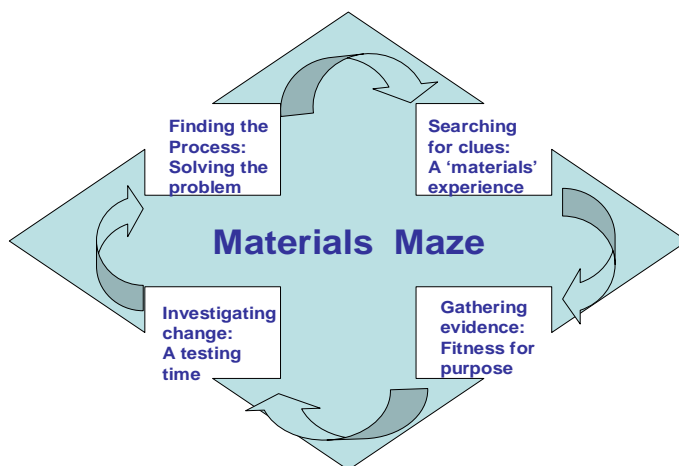 Finding the
Process:
Solving the
problem
Searching
for clues:
A ‘materials’
experience
Materials Maze
Investigating
change:
A testing
time
Gathering
evidence:
Fitness for
purpose